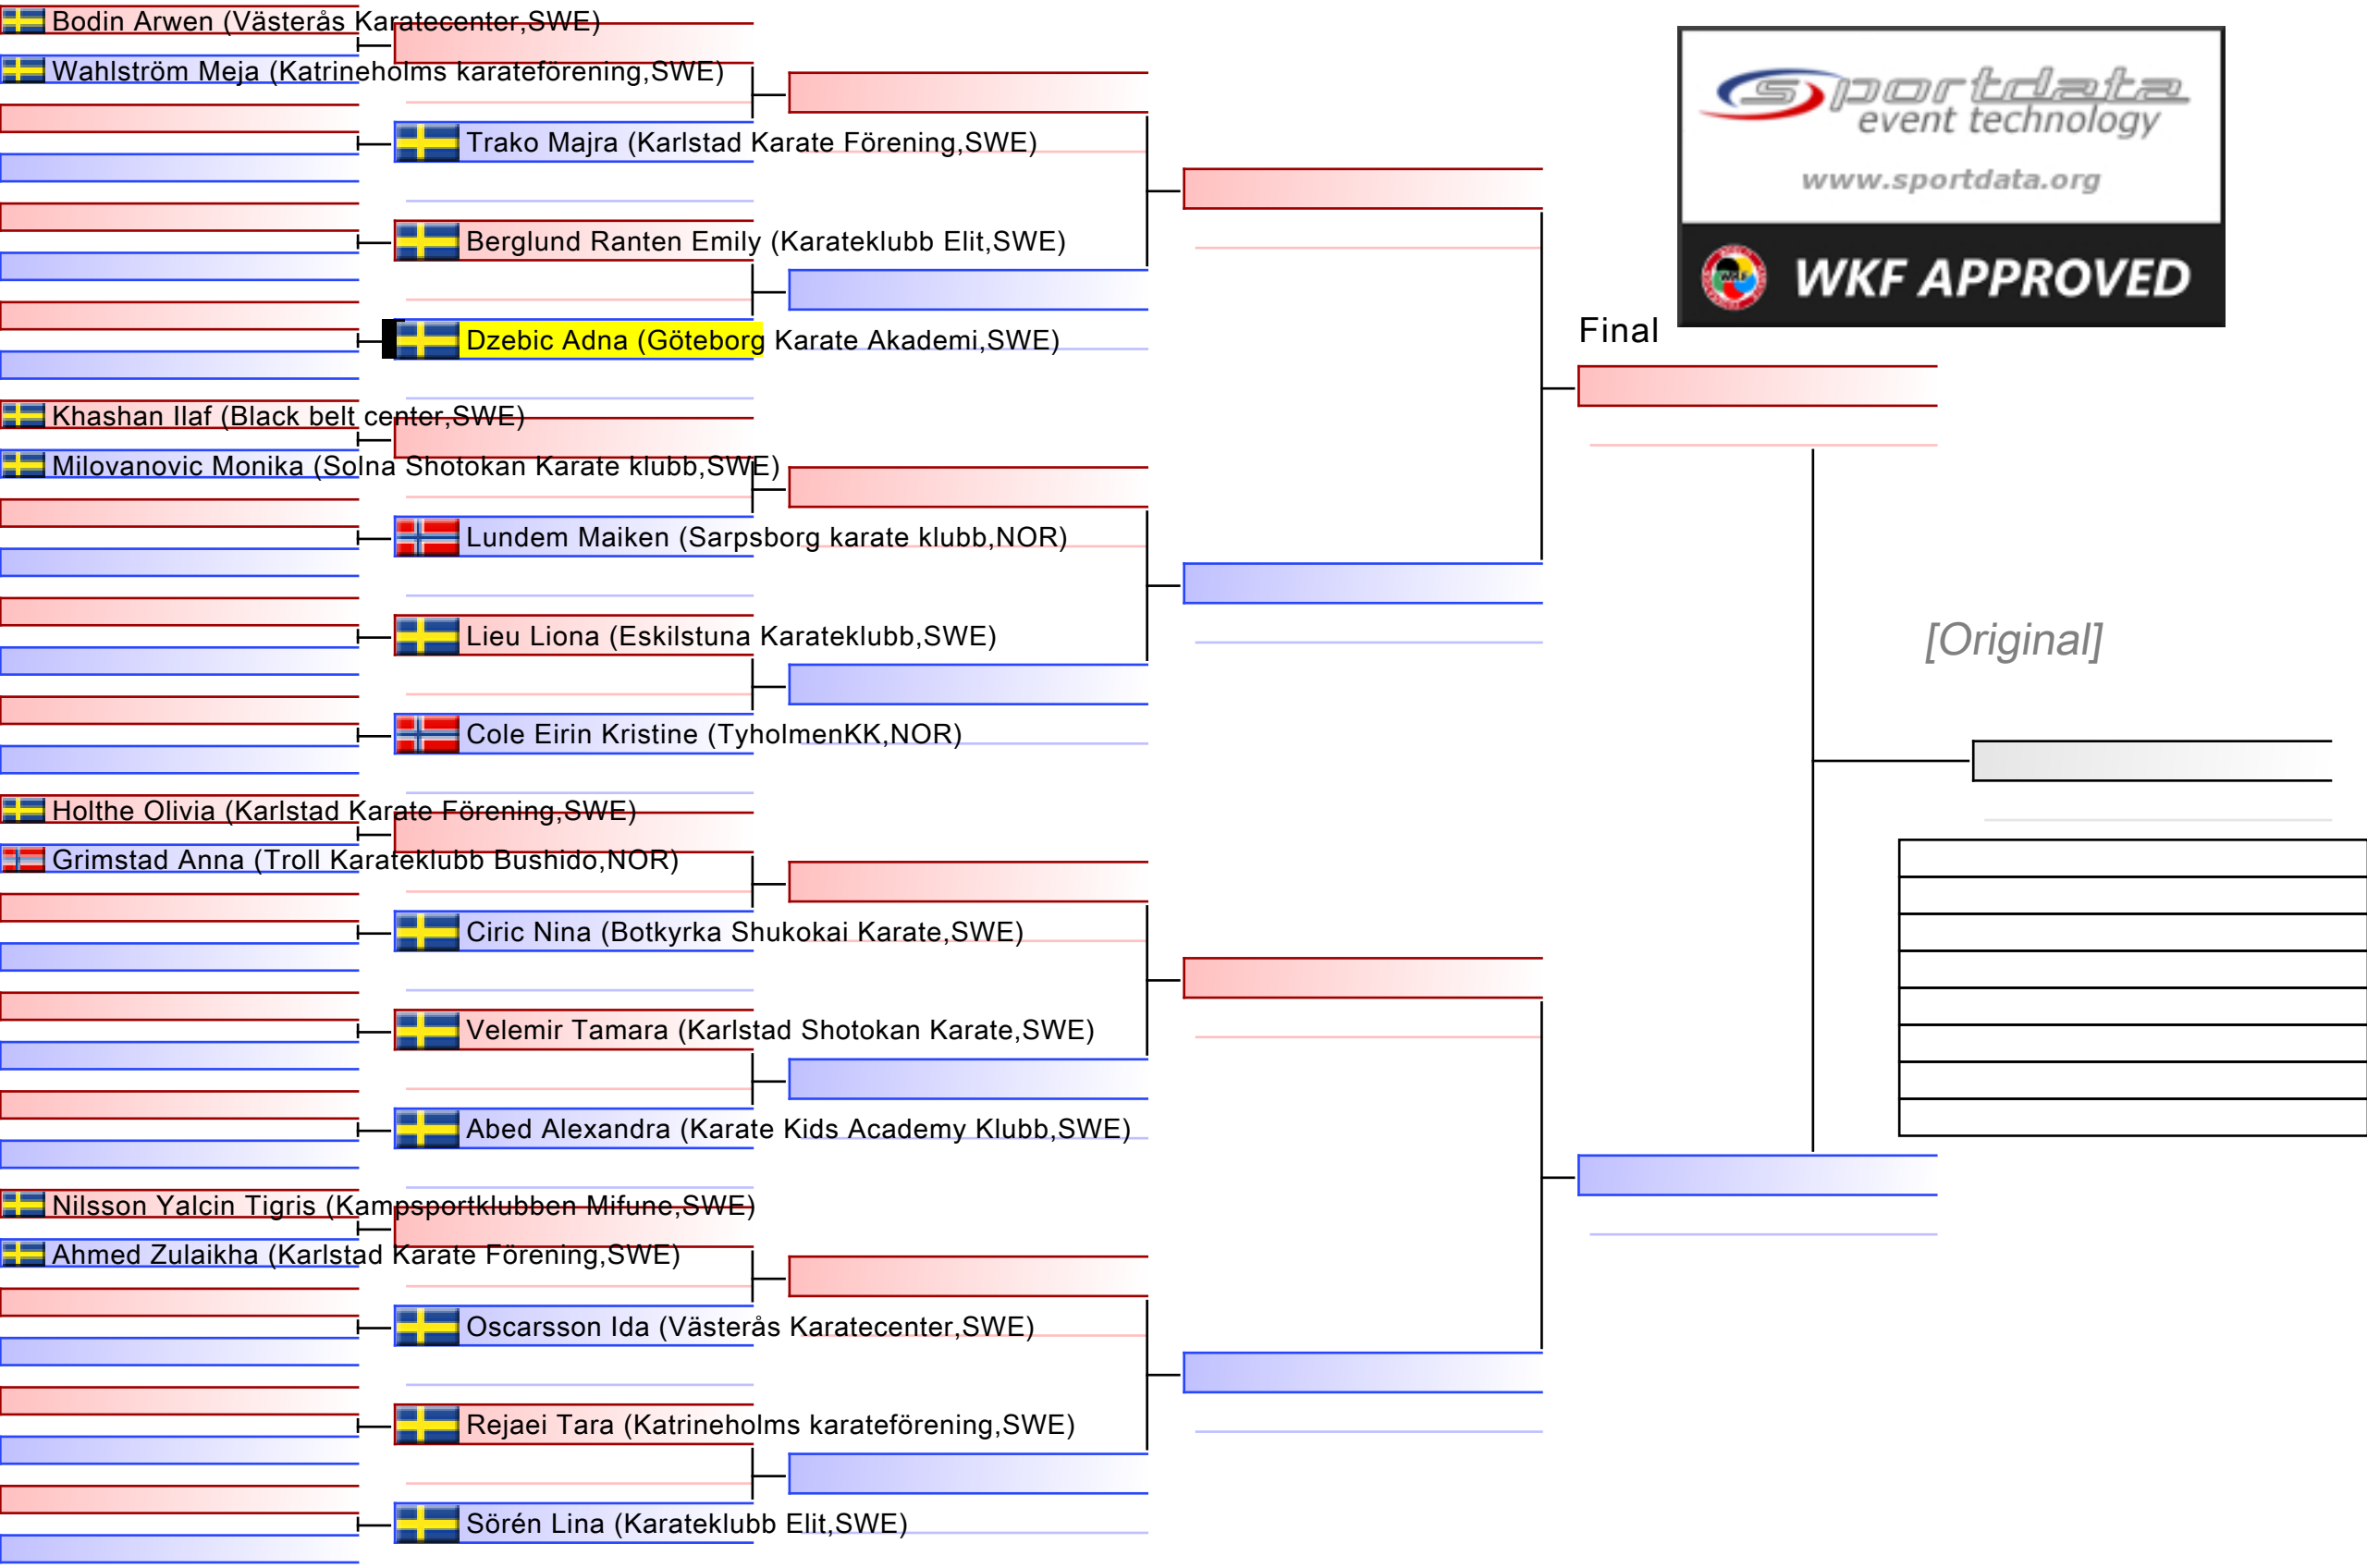 Bodin Arwen (Västerås Karatecenter,SWE)
Wahlström Meja (Katrineholms karateförening,SWE)
Trako Majra (Karlstad Karate Förening,SWE)
Berglund Ranten Emily (Karateklubb Elit,SWE)
Dzebic Adna (Göteborg Karate Akademi,SWE)
Khashan Ilaf (Black belt center,SWE)
Milovanovic Monika (Solna Shotokan Karate klubb,SWE)
Lundem Maiken (Sarpsborg karate klubb,NOR)
Lieu Liona (Eskilstuna Karateklubb,SWE)
Cole Eirin Kristine (TyholmenKK,NOR)
Holthe Olivia (Karlstad Karate Förening,SWE)
Grimstad Anna (Troll Karateklubb Bushido,NOR)
Ciric Nina (Botkyrka Shukokai Karate,SWE)
Velemir Tamara (Karlstad Shotokan Karate,SWE)
Abed Alexandra (Karate Kids Academy Klubb,SWE)
Nilsson Yalcin Tigris (Kampsportklubben Mifune,SWE)
Ahmed Zulaikha (Karlstad Karate Förening,SWE)
Oscarsson Ida (Västerås Karatecenter,SWE)
Rejaei Tara (Katrineholms karateförening,SWE)
Sörén Lina (Karateklubb Elit,SWE)
sportdata
event technology
www.sportdata.org
WKF
WKF APPROVED
Final
[Original]